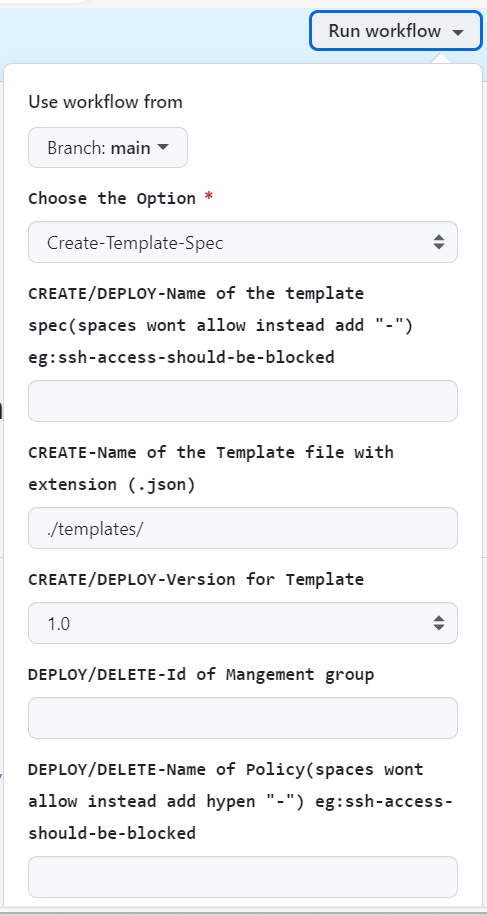 Run workflow
Use workflow from
Branch: main
Choose the Option *
Create-Template-Spec
CREATE/DEPLOY-Name of the template
spec(spaces wont allow instead add "-")
eg:ssh-access-should-be-blocked
CREATE-Name of the Template file with
extension (.json)
./templates/
CREATE/DEPLOY-Version for Template
1.0
DEPLOY/DELETE-Id of Mangement group
DEPLOY/DELETE-Name of Policy(spaces wont
allow instead add hypen "-") eg:ssh-access-
should-be-blocked